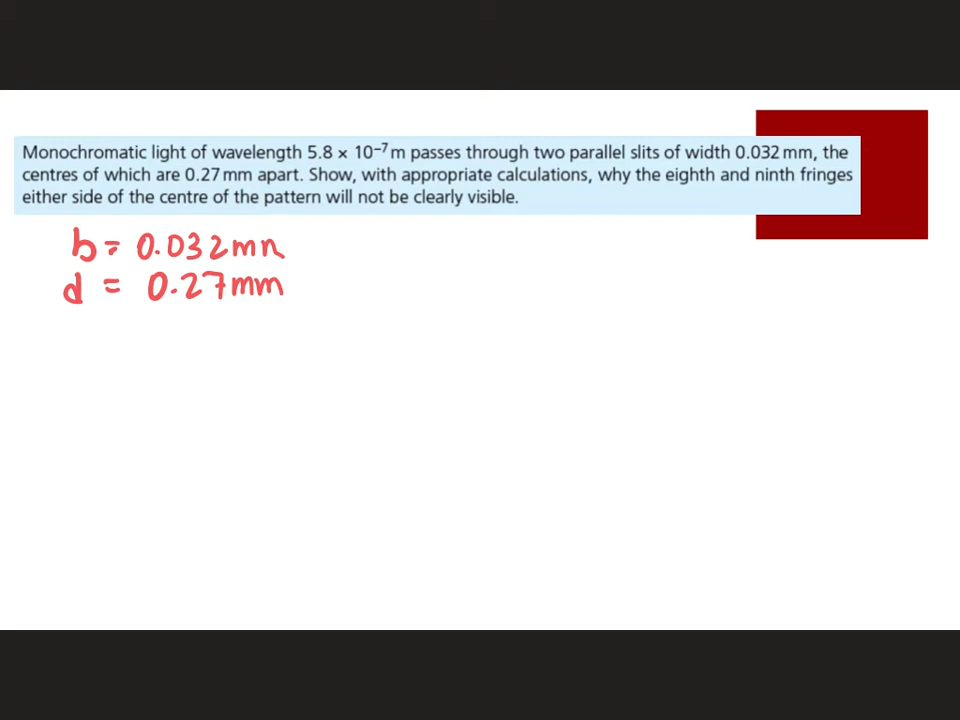 Monochromatic light of wavelength 5.8 × 10⁻⁷ m passes through two parallel slits of width 0.032 mm, the
centres of which are 0.27 mm apart. Show, with appropriate calculations, why the eighth and ninth fringes
either side of the centre of the pattern will not be clearly visible.
b = 0.032mm
d = 0.27mm